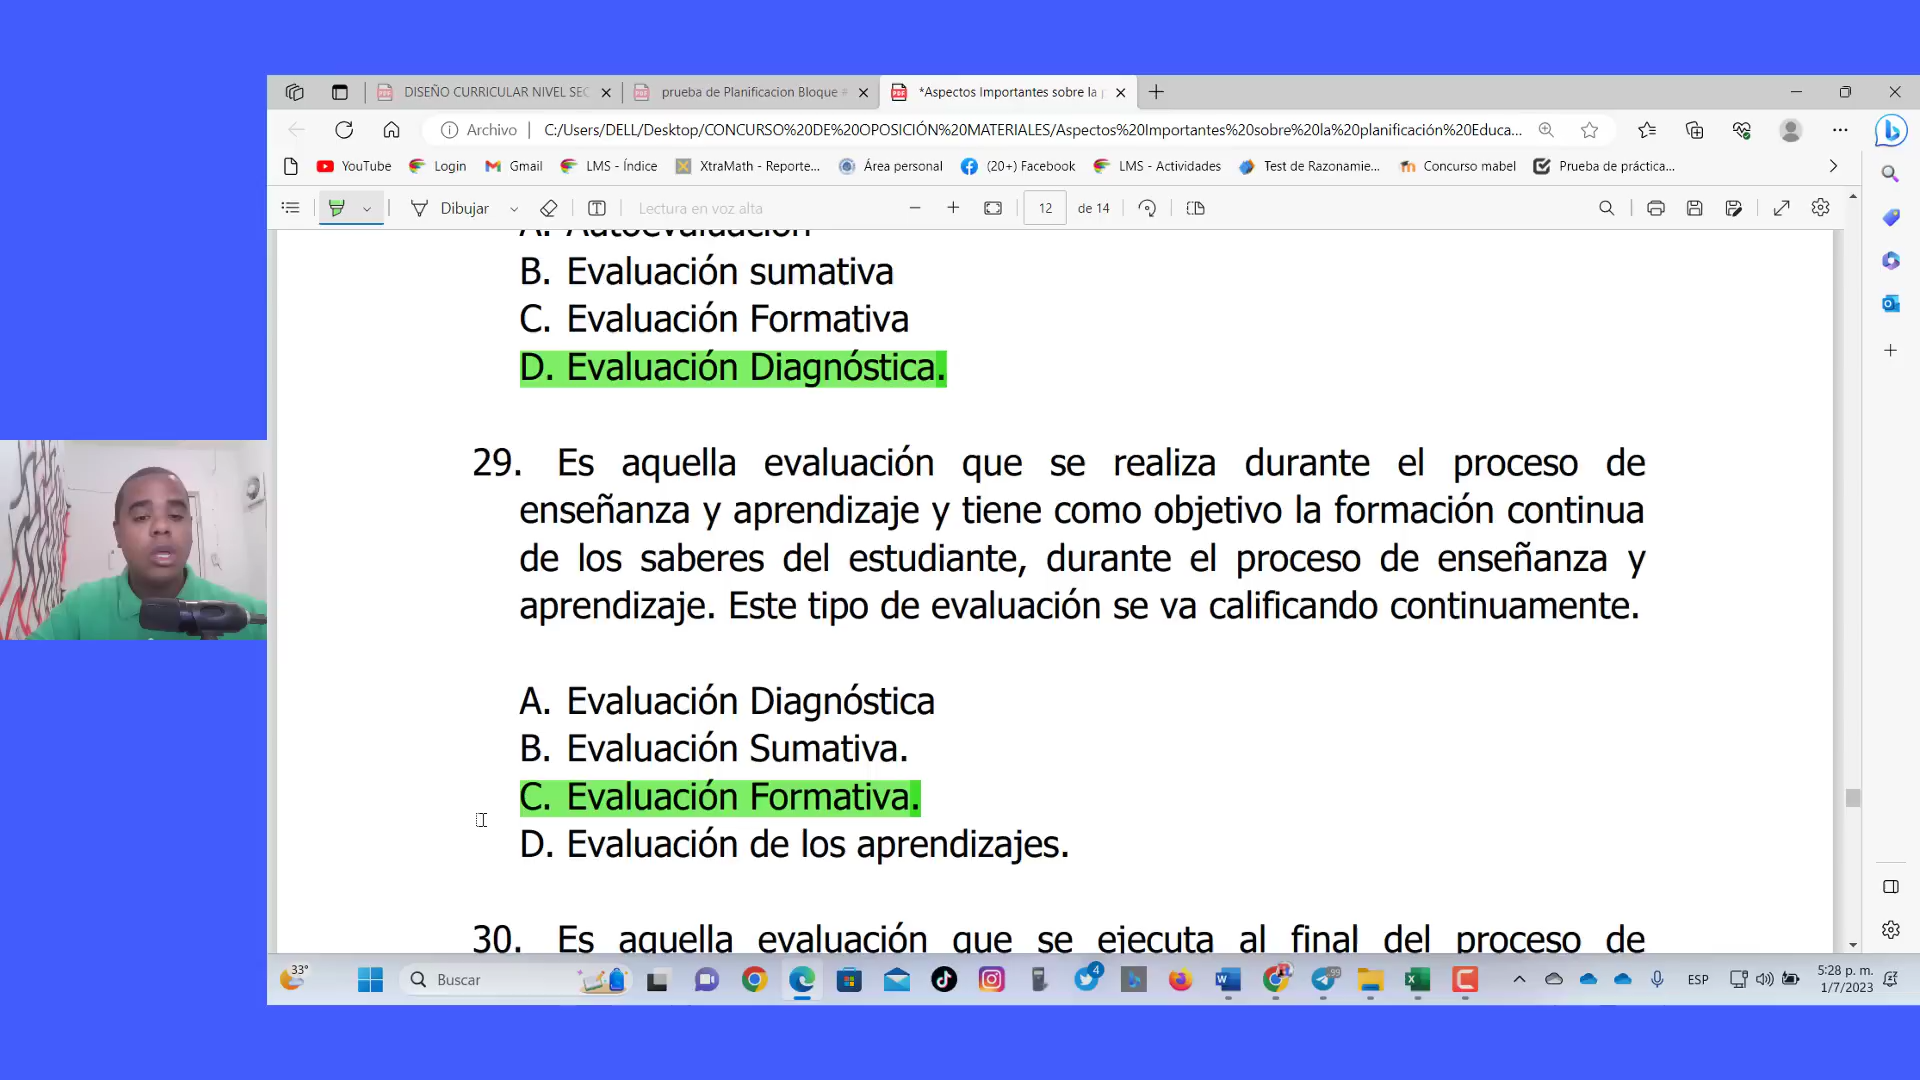 DISEÑO CURRICULAR NIVEL SEC
prueba de Planificacion Bloque #
*Aspectos Importantes sobre la p
Archivo
C:/Users/DELL/Desktop/CONCURSO%20DE%20OPOSICIÓN%20MATERIALES/Aspectos%20Importantes%20sobre%20la%20planificación%20Educa...
YouTube
Login
Gmail
LMS - Índice
XtraMath - Reporte...
Área personal
(20+) Facebook
LMS - Actividades
Test de Razonamie...
Concurso mabel
Prueba de práctica...
Dibujar
Lectura en voz alta
12
de 14
A. Autoevaluación
B. Evaluación sumativa
C. Evaluación Formativa
D. Evaluación Diagnóstica.
29. Es aquella evaluación que se realiza durante el proceso de
enseñanza y aprendizaje y tiene como objetivo la formación continua
de los saberes del estudiante, durante el proceso de enseñanza y
aprendizaje. Este tipo de evaluación se va calificando continuamente.
A. Evaluación Diagnóstica
B. Evaluación Sumativa.
C. Evaluación Formativa.
D. Evaluación de los aprendizajes.
30. Es aquella evaluación que se ejecuta al final del proceso de
33°
Buscar
4
99
ESP
5:28 p. m.
1/7/2023